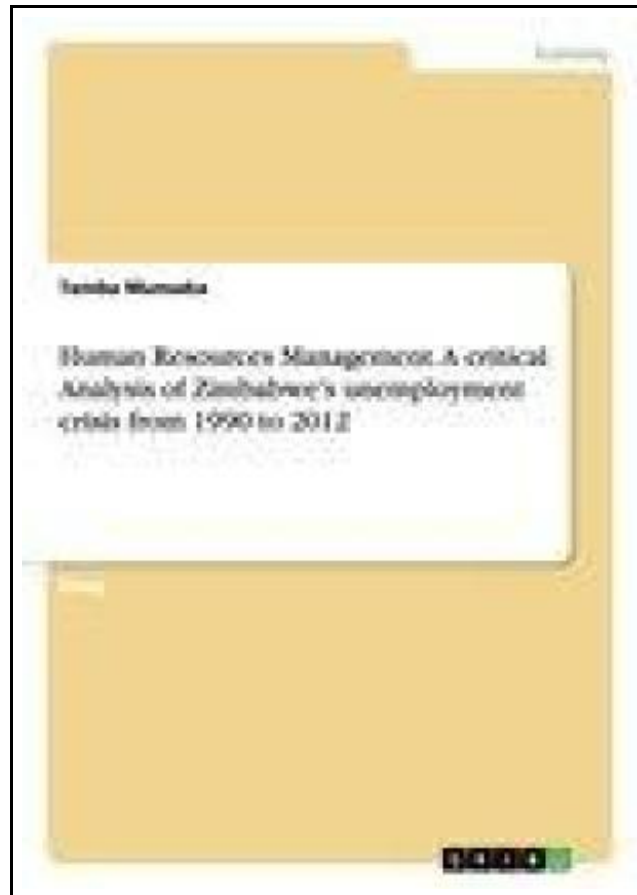 Human Resources Management. A critical
Analysis of Zimbabwe's unemployment
crisis from 1990 to 2012
G R I N